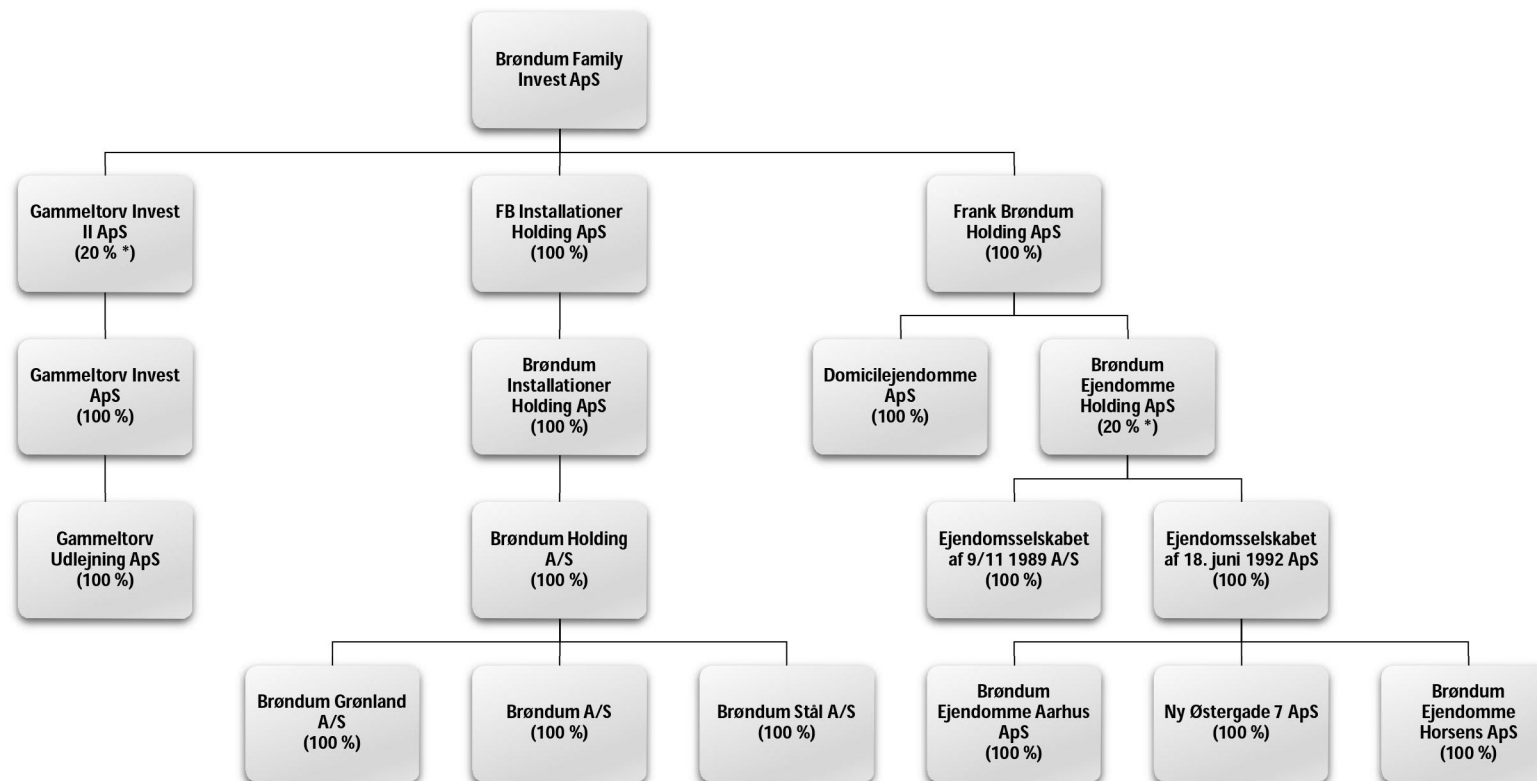 Brøndum Family
Invest ApS
Gammeltorv Invest
II ApS
(20 % *)
FB Installationer
Holding ApS
(100 %)
Frank Brøndum
Holding ApS
(100 %)
Gammeltorv Invest
ApS
(100 %)
Brøndum
Installationer
Holding ApS
(100 %)
Domicilejendomme
ApS
(100 %)
Brøndum
Ejendomme
Holding ApS
(20 % *)
Gammeltorv
Udlejning ApS
(100 %)
Brøndum Holding
A/S
(100 %)
Ejendomsselskabet
af 9/11 1989 A/S
(100 %)
Ejendomsselskabet
af 18. juni 1992 ApS
(100 %)
Brøndum Grønland
A/S
(100 %)
Brøndum A/S
(100 %)
Brøndum Stål A/S
(100 %)
Brøndum
Ejendomme Aarhus
ApS
(100 %)
Ny Østergade 7 ApS
(100 %)
Brøndum
Ejendomme
Horsens ApS
(100 %)